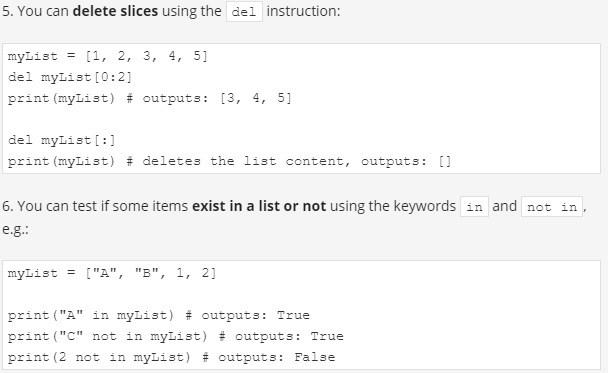 5. You can delete slices using the del instruction:
myList = [1, 2, 3, 4, 5]
del myList[0:2]
print(myList) # outputs: [3, 4, 5]
del myList[:]
print(myList) # deletes the list content, outputs: []
6. You can test if some items exist in a list or not using the keywords in and not in,
e.g.:
myList = ["A", "B", 1, 2]
print("A" in myList) # outputs: True
print("C" not in myList) # outputs: True
print(2 not in myList) # outputs: False